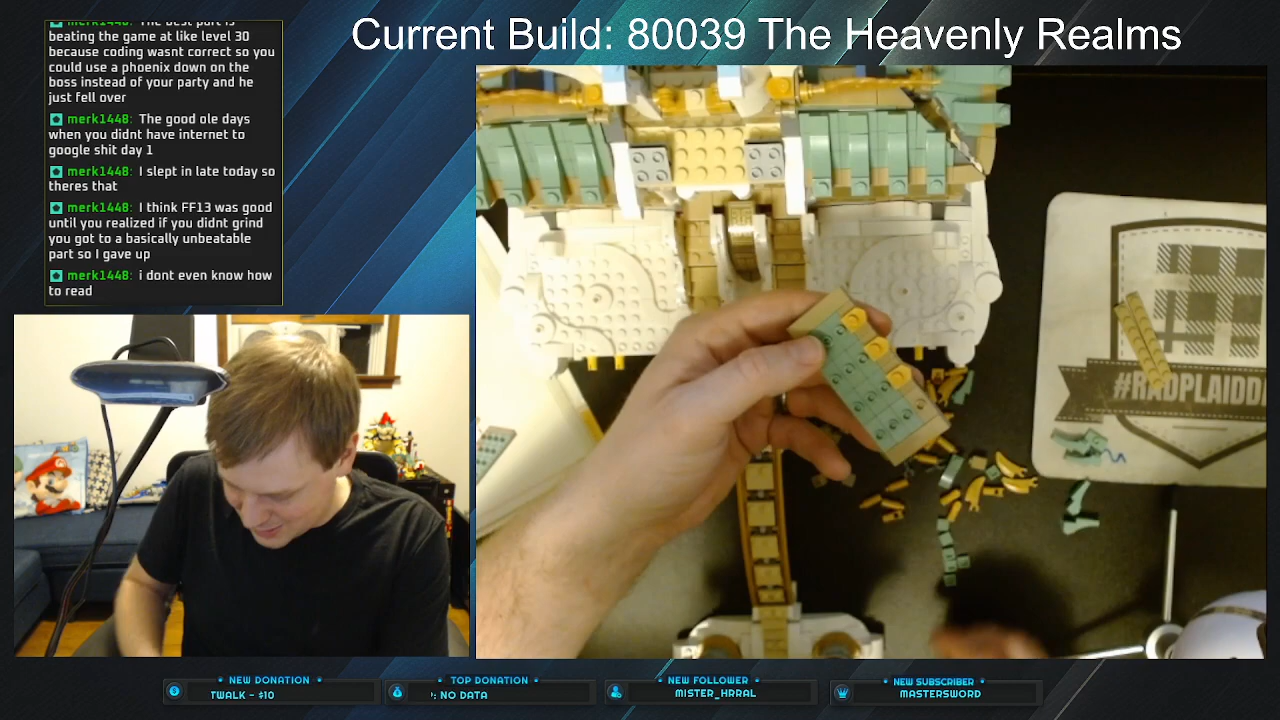 Current Build: 80039 The Heavenly Realms
merk1448: The best part is
beating the game at like level 30
because coding wasnt correct so you
could use a phoenix down on the
boss instead of your party and he
just fell over
merk1448: The good ole days
when you didnt have internet to
google shit day 1
merk1448: I slept in late today so
theres that
merk1448: I think FF13 was good
until you realized if you didnt grind
you got to a basically unbeatable
part so I gave up
merk1448: i dont even know how
to read
#RADPLAIDD
NEW DONATION
TWALK - $10
TOP DONATION
: NO DATA
NEW FOLLOWER
MISTER_HRRAL
NEW SUBSCRIBER
MASTERSWORD